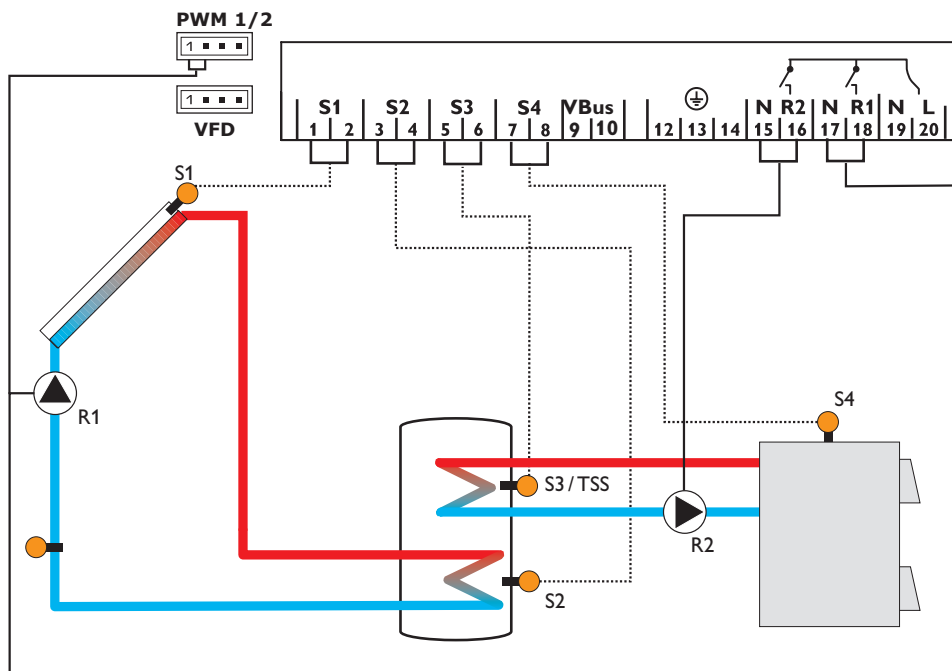 PWM 1/2
1
1
VFD
S1 S2 S3 S4 VBus N R2 N R1 N L
1 2 3 4 5 6 7 8 9 10 12 13 14 15 16 17 18 19 20
S1
R1
S4
S3 / TSS
R2
S2